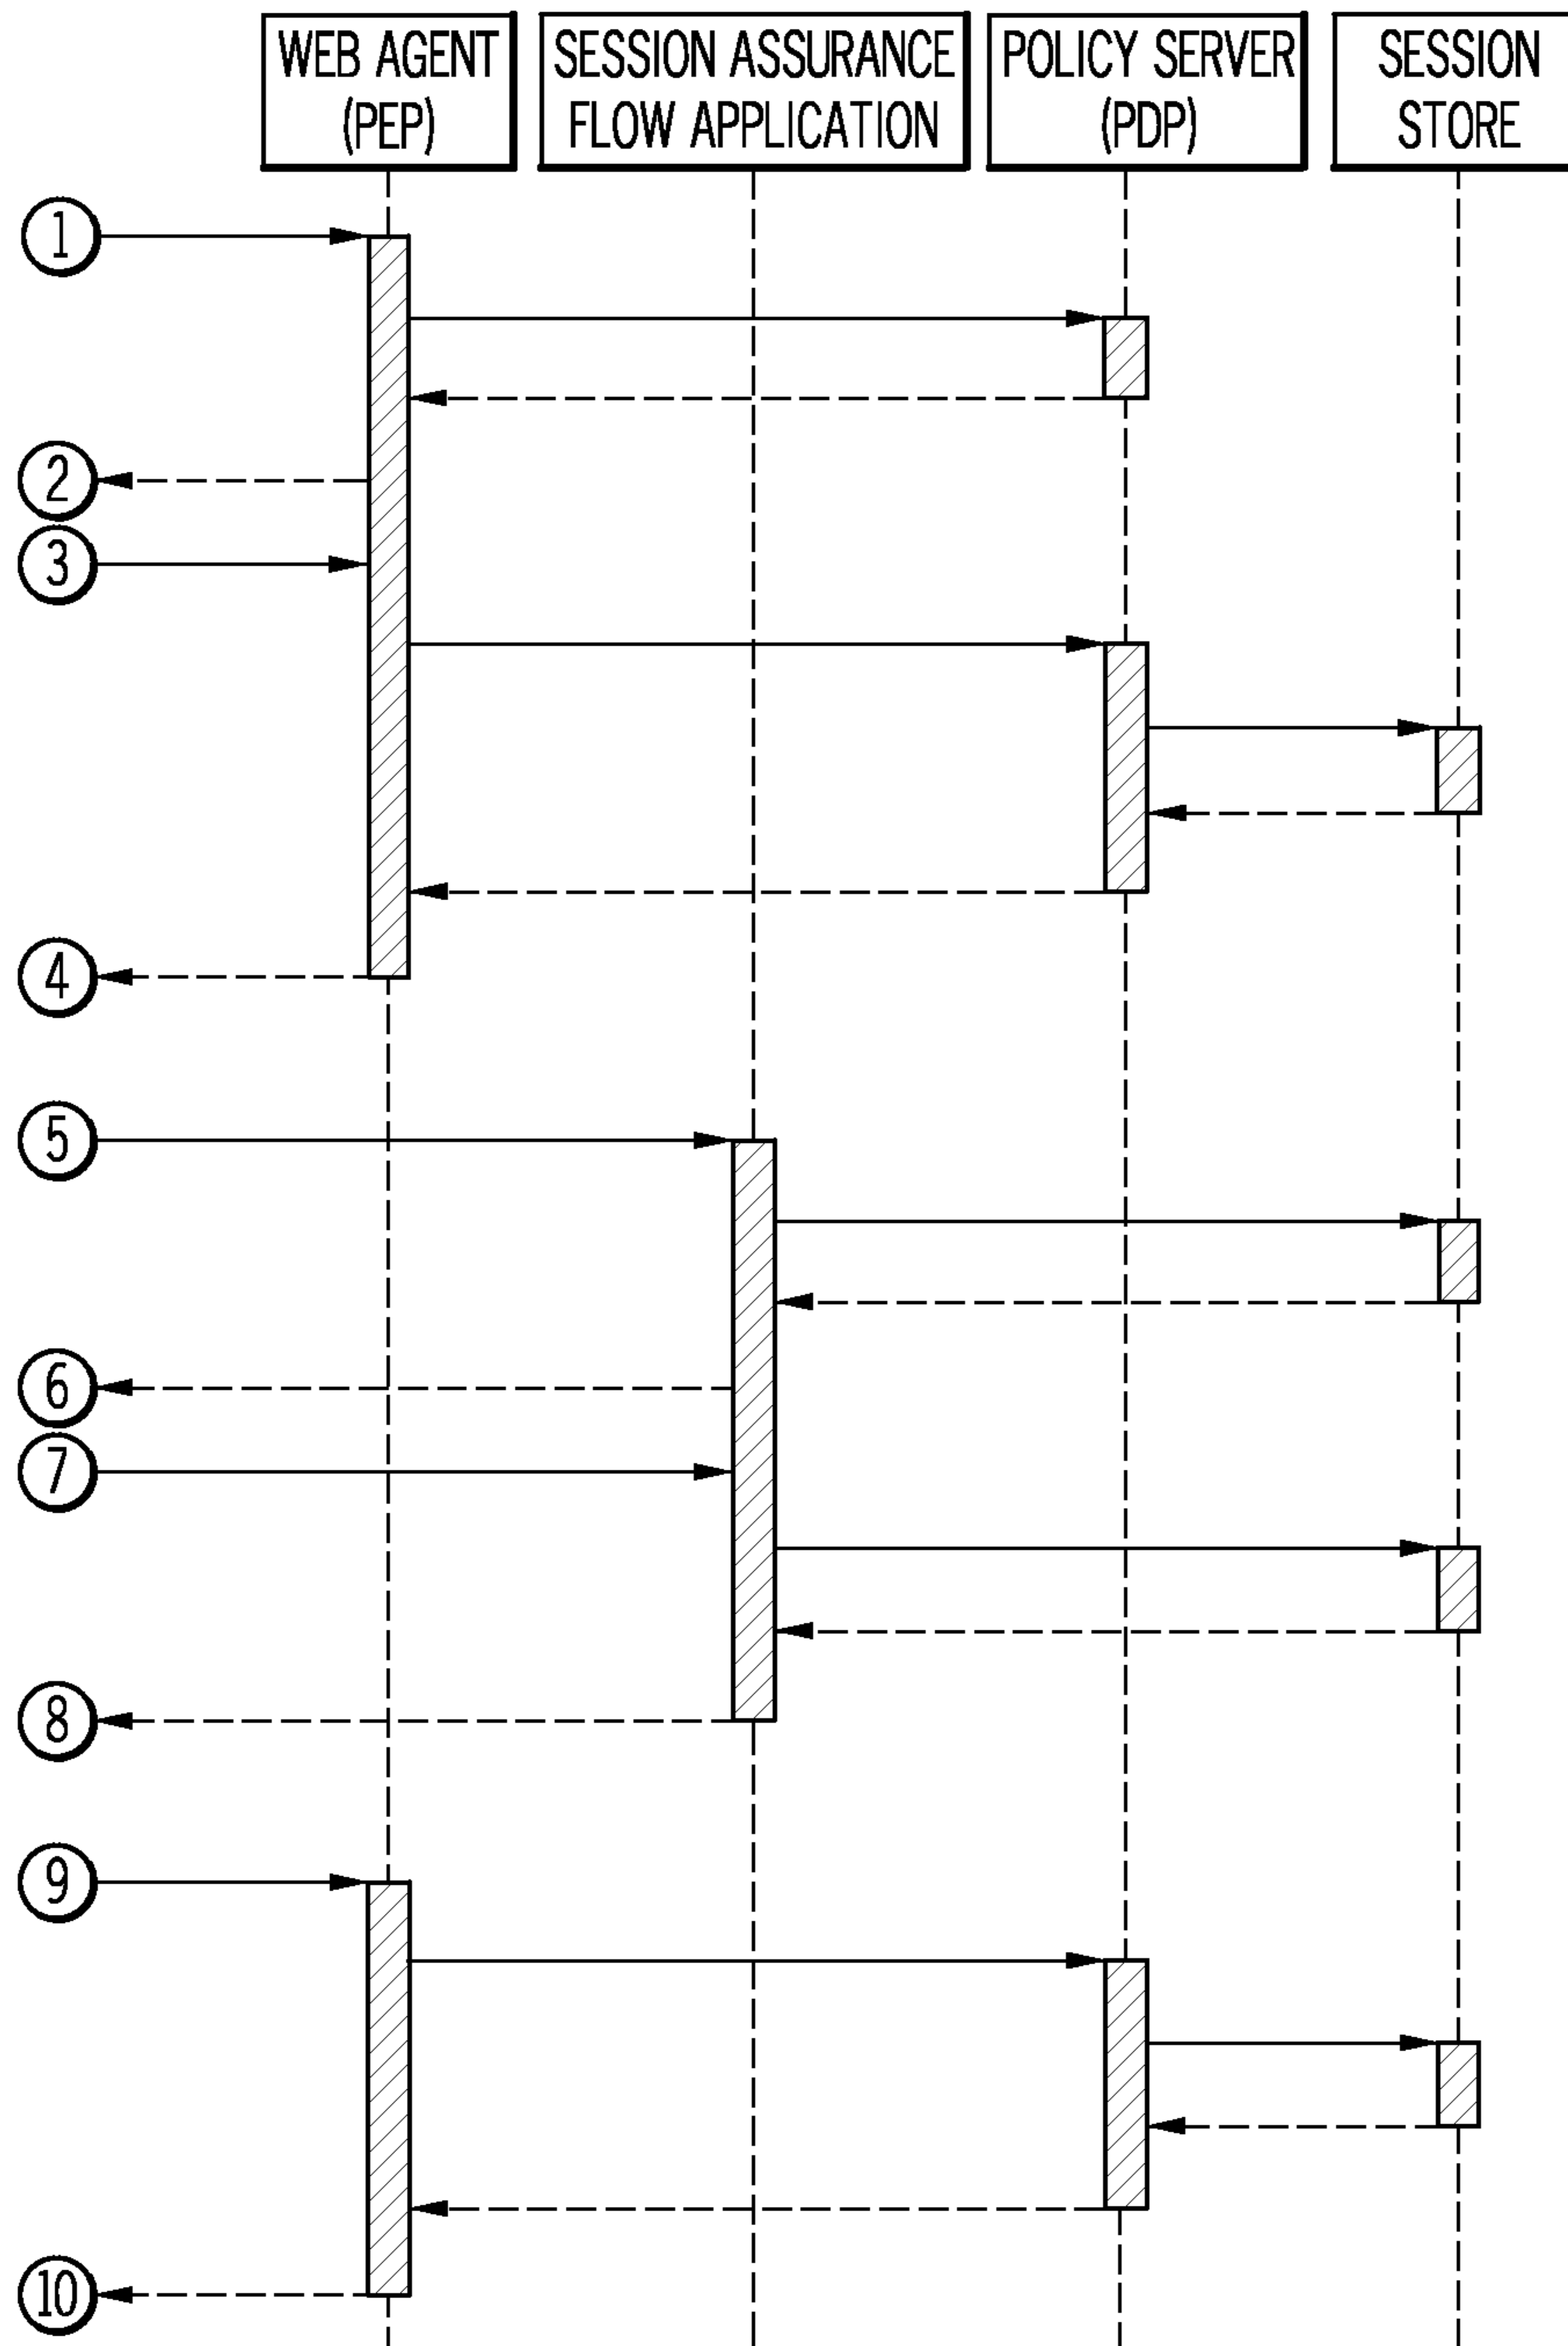 WEB AGENT
(PEP)
SESSION ASSURANCE
FLOW APPLICATION
POLICY SERVER
(PDP)
SESSION
STORE
1
2
3
4
5
6
7
8
9
10